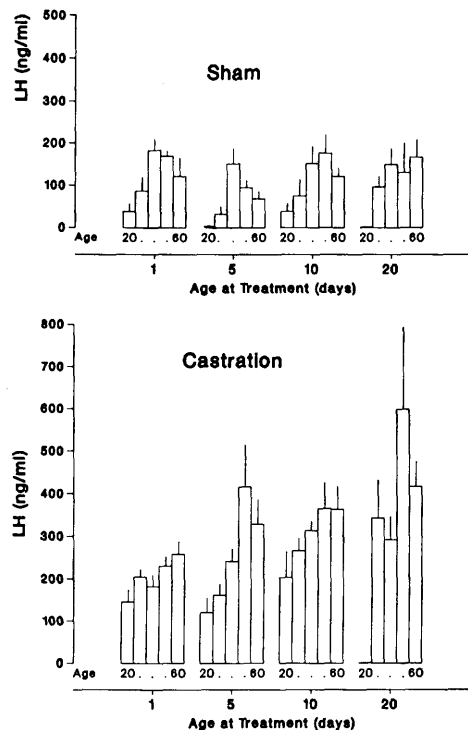 LH (ng/ml)
500
400
300
200
100
0
Sham
Age 20 . . . 60 20 . . . 60 20 . . . 60 20 . . . 60
1 5 10 20
Age at Treatment (days)
LH (ng/ml)
800
700
600
500
400
300
200
100
0
Castration
Age 20 . . . 60 20 . . . 60 20 . . . 60 20 . . . 60
1 5 10 20
Age at Treatment (days)